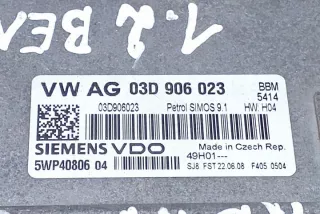 1.2 BEN
VW AG 03D 906 023
BBM
5414
03D906023 Petrol SIMOS 9.1 HW. H04
SIEMENS VDO
Made in Czech Rep.
5WP40806 04
49H01---
SJ8 FST 22.06.08 F405 0504